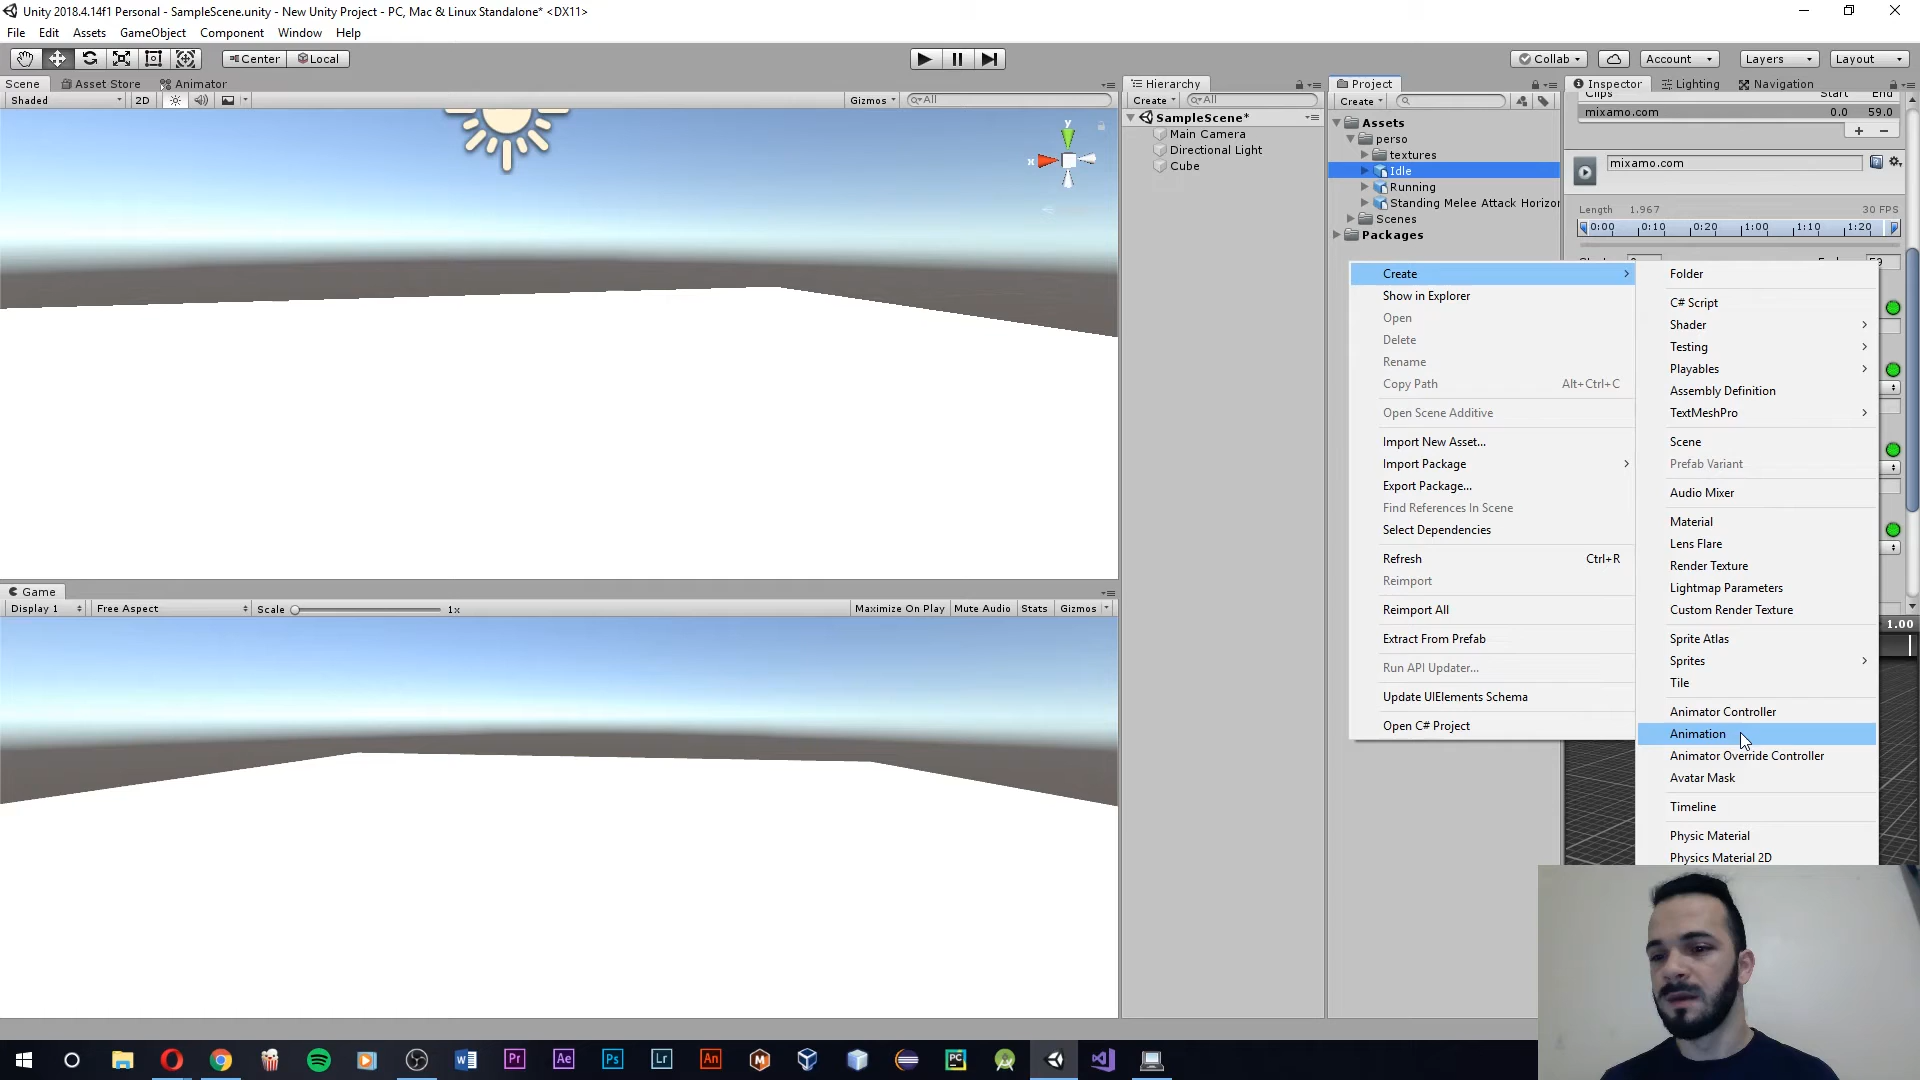 Unity 2018.4.14f1 Personal - SampleScene.unity - New Unity Project - PC, Mac & Linux Standalone* <DX11>
File Edit Assets GameObject Component Window Help
Center Local Collab Account Layers Layout
Scene Asset Store Animator
Shaded 2D Gizmos All
Hierarchy
Create All
SampleScene*
Main Camera
Directional Light
Cube
Project
Create
Assets
perso
textures
Idle
Running
Standing Melee Attack Horizor
Scenes
Packages
Inspector Lighting Navigation
Clips Start End
mixamo.com 0.0 59.0
mixamo.com
Length 1.967 30 FPS
0:00 0:10 0:20 1:00 1:10 1:20
Create
Show in Explorer
Open
Delete
Rename
Copy Path Alt+Ctrl+C
Open Scene Additive
Import New Asset...
Import Package
Export Package...
Find References In Scene
Select Dependencies
Refresh Ctrl+R
Reimport
Reimport All
Extract From Prefab
Run API Updater...
Update UIElements Schema
Open C# Project
Folder
C# Script
Shader
Testing
Playables
Assembly Definition
TextMeshPro
Scene
Prefab Variant
Audio Mixer
Material
Lens Flare
Render Texture
Lightmap Parameters
Custom Render Texture
Sprite Atlas
Sprites
Tile
Animator Controller
Animation
Animator Override Controller
Avatar Mask
Timeline
Physic Material
Physics Material 2D
1.00
y
x
Game
Display 1 Free Aspect Scale 1x Maximize On Play Mute Audio Stats Gizmos
Pr Ae Ps Lr An PC